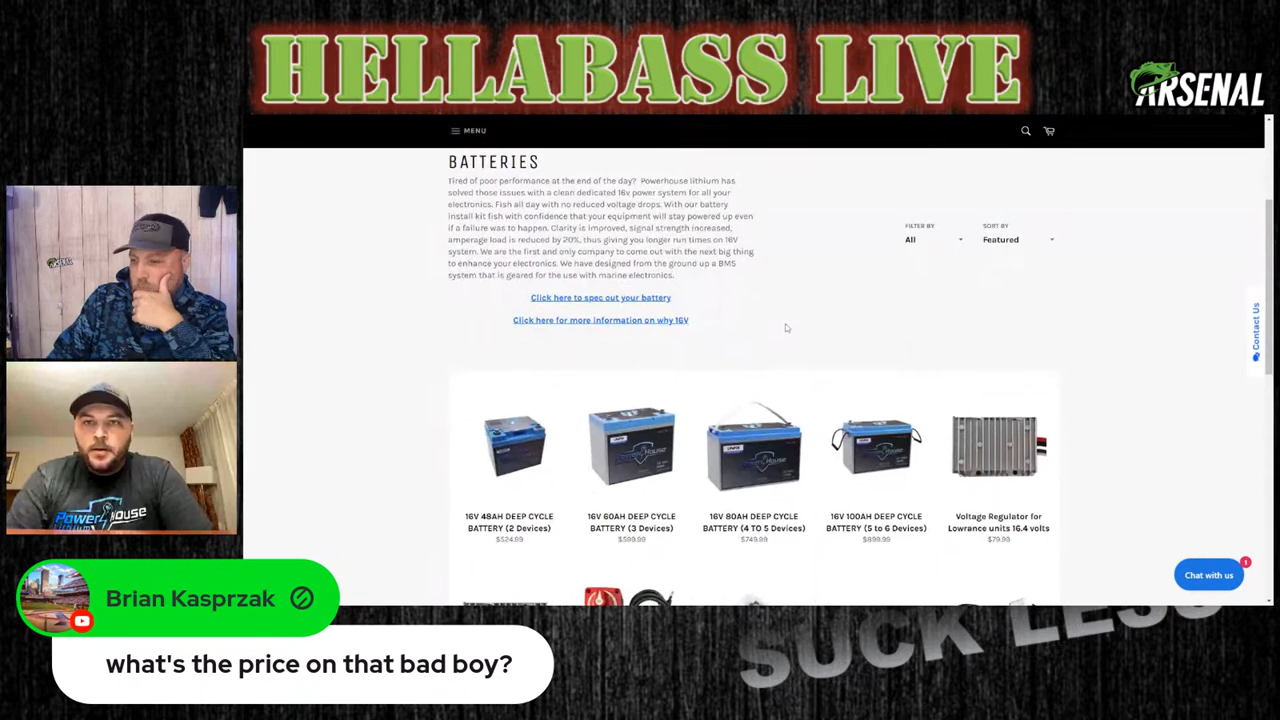 HELLABASS LIVE
ARSENAL
MENU
BATTERIES
Tired of poor performance at the end of the day? Powerhouse lithium has
solved those issues with a clean dedicated 16v power system for all your
electronics. Fish all day with no reduced voltage drops. With our battery
install kit fish with confidence that your equipment will stay powered up even
if a failure was to happen. Clarity is improved, signal strength increased,
amperage load is reduced by 20%, thus giving you longer run times on 16V
system. We are the first and only company to come out with the next big thing
to enhance your electronics. We have designed from the ground up a BMS
system that is geared for the use with marine electronics.
Click here to spec out your battery
Click here for more information on why 16V
FILTER BY
All
SORT BY
Featured
Contact Us
16V 48AH DEEP CYCLE
BATTERY (2 Devices)
$524.99
16V 60AH DEEP CYCLE
BATTERY (3 Devices)
$599.99
16V 80AH DEEP CYCLE
BATTERY (4 TO 5 Devices)
$749.99
16V 100AH DEEP CYCLE
BATTERY (5 to 6 Devices)
$899.99
Voltage Regulator for
Lowrance units 16.4 volts
$79.99
Chat with us
1
Power House
Brian Kasprzak
what's the price on that bad boy?
SUCK LESS